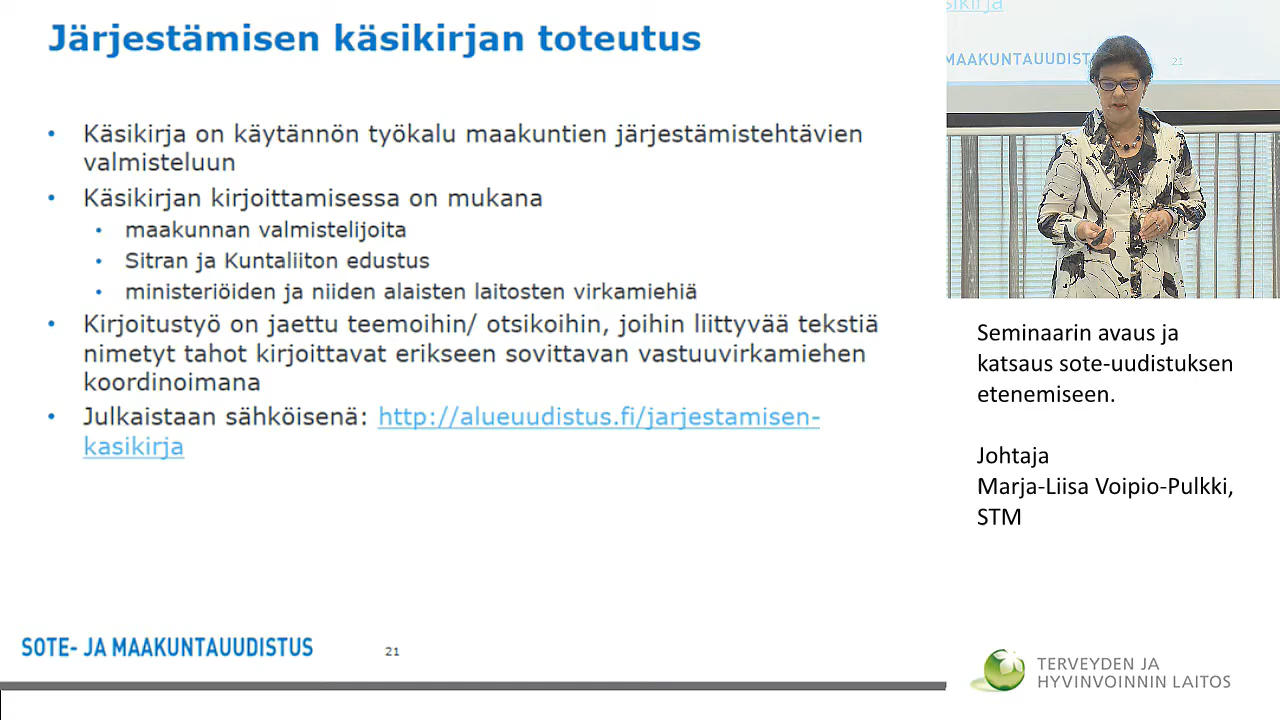 Järjestämisen käsikirjan toteutus
• Käsikirja on käytännön työkalu maakuntien järjestämistehtävien
valmisteluun
• Käsikirjan kirjoittamisessa on mukana
• maakunnan valmistelijoita
• Sitran ja Kuntaliiton edustus
• ministeriöiden ja niiden alaisten laitosten virkamiehiä
• Kirjoitustyö on jaettu teemoihin/ otsikoihin, joihin liittyvää tekstiä
nimetyt tahot kirjoittavat erikseen sovittavan vastuuvirkamiehen
koordinoimana
• Julkaistaan sähköisenä: http://alueuudistus.fi/jarjestamisen-
kasikirja
SOTE- JA MAAKUNTAUUDISTUS
21
MAAKUNTAUUDIST
21
Seminaarin avaus ja
katsaus sote-uudistuksen
etenemiseen.
Johtaja
Marja-Liisa Voipio-Pulkki,
STM
TERVEYDEN JA
HYVINVOINNIN LAITOS